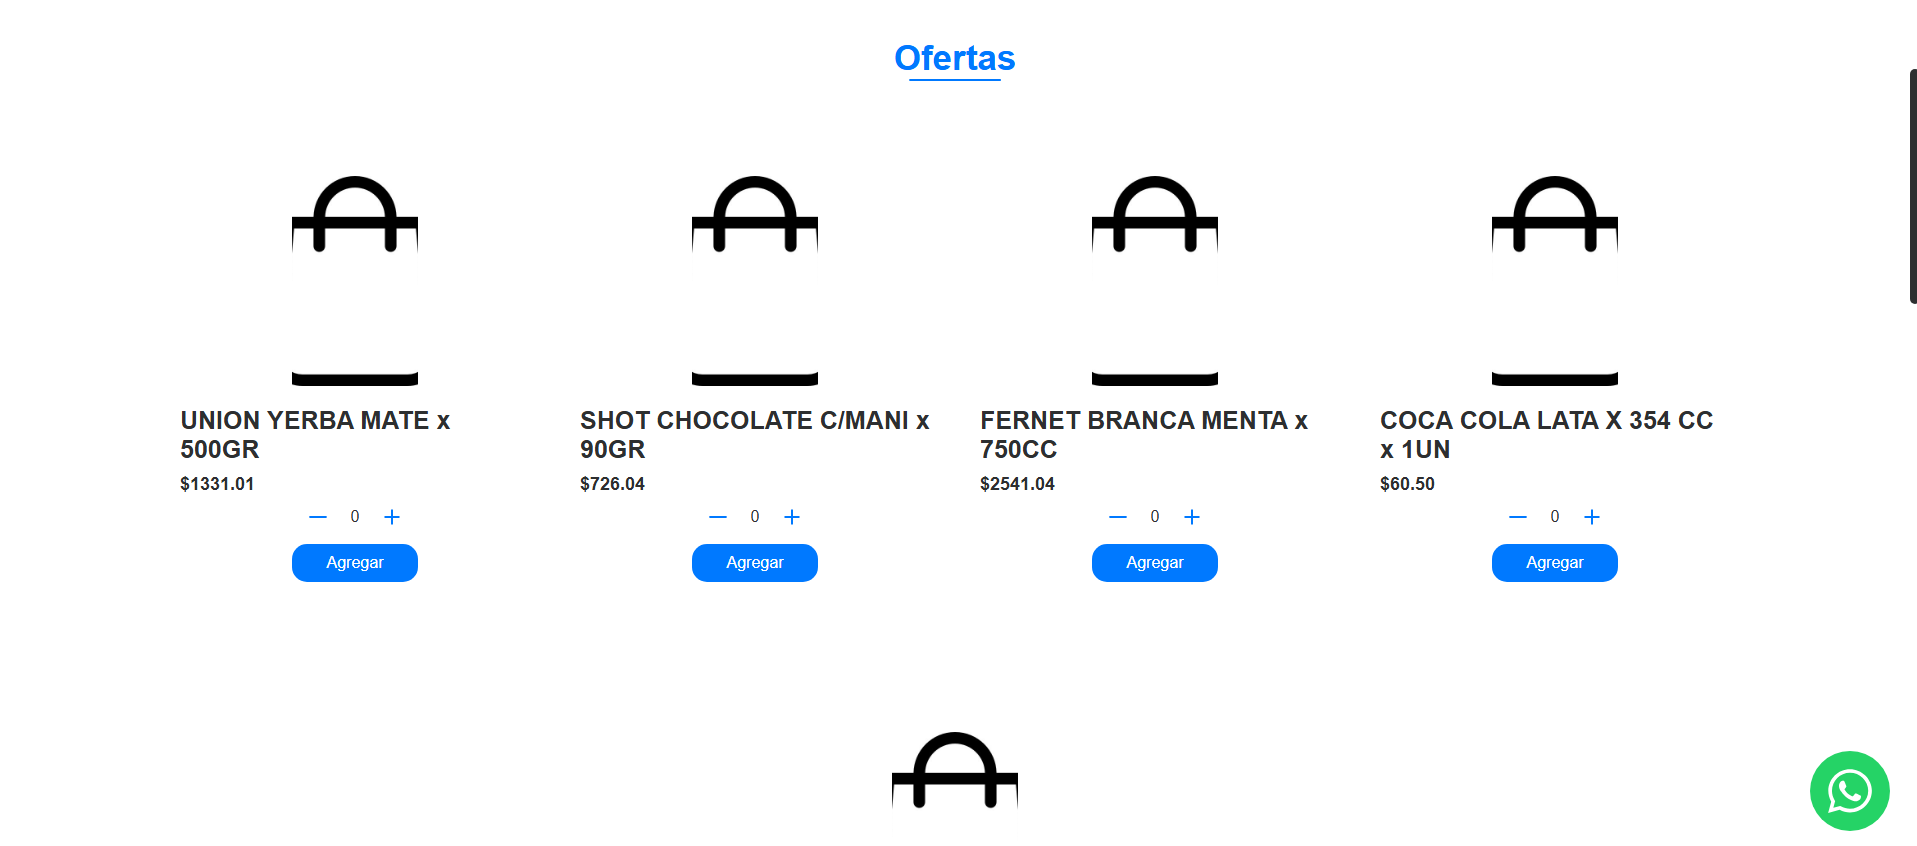 Ofertas
UNION YERBA MATE x
500GR
$1331.01
0
Agregar
SHOT CHOCOLATE C/MANI x
90GR
$726.04
0
Agregar
FERNET BRANCA MENTA x
750CC
$2541.04
0
Agregar
COCA COLA LATA X 354 CC
x 1UN
$60.50
0
Agregar